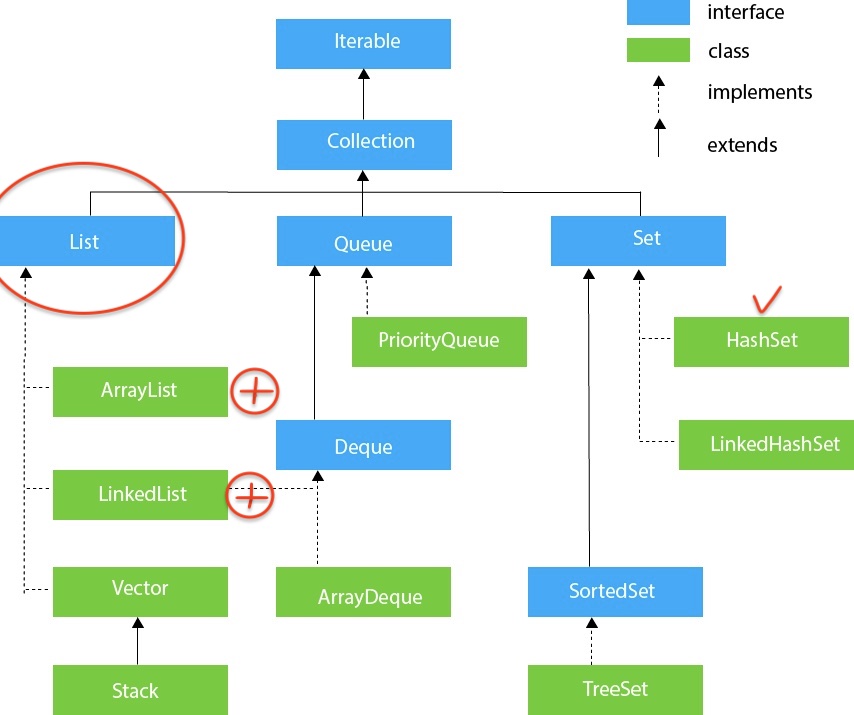 interface
Iterable
class
implements
Collection
extends
List
Queue
Set
PriorityQueue
HashSet
ArrayList
Deque
LinkedHashSet
LinkedList
Vector
ArrayDeque
SortedSet
Stack
TreeSet